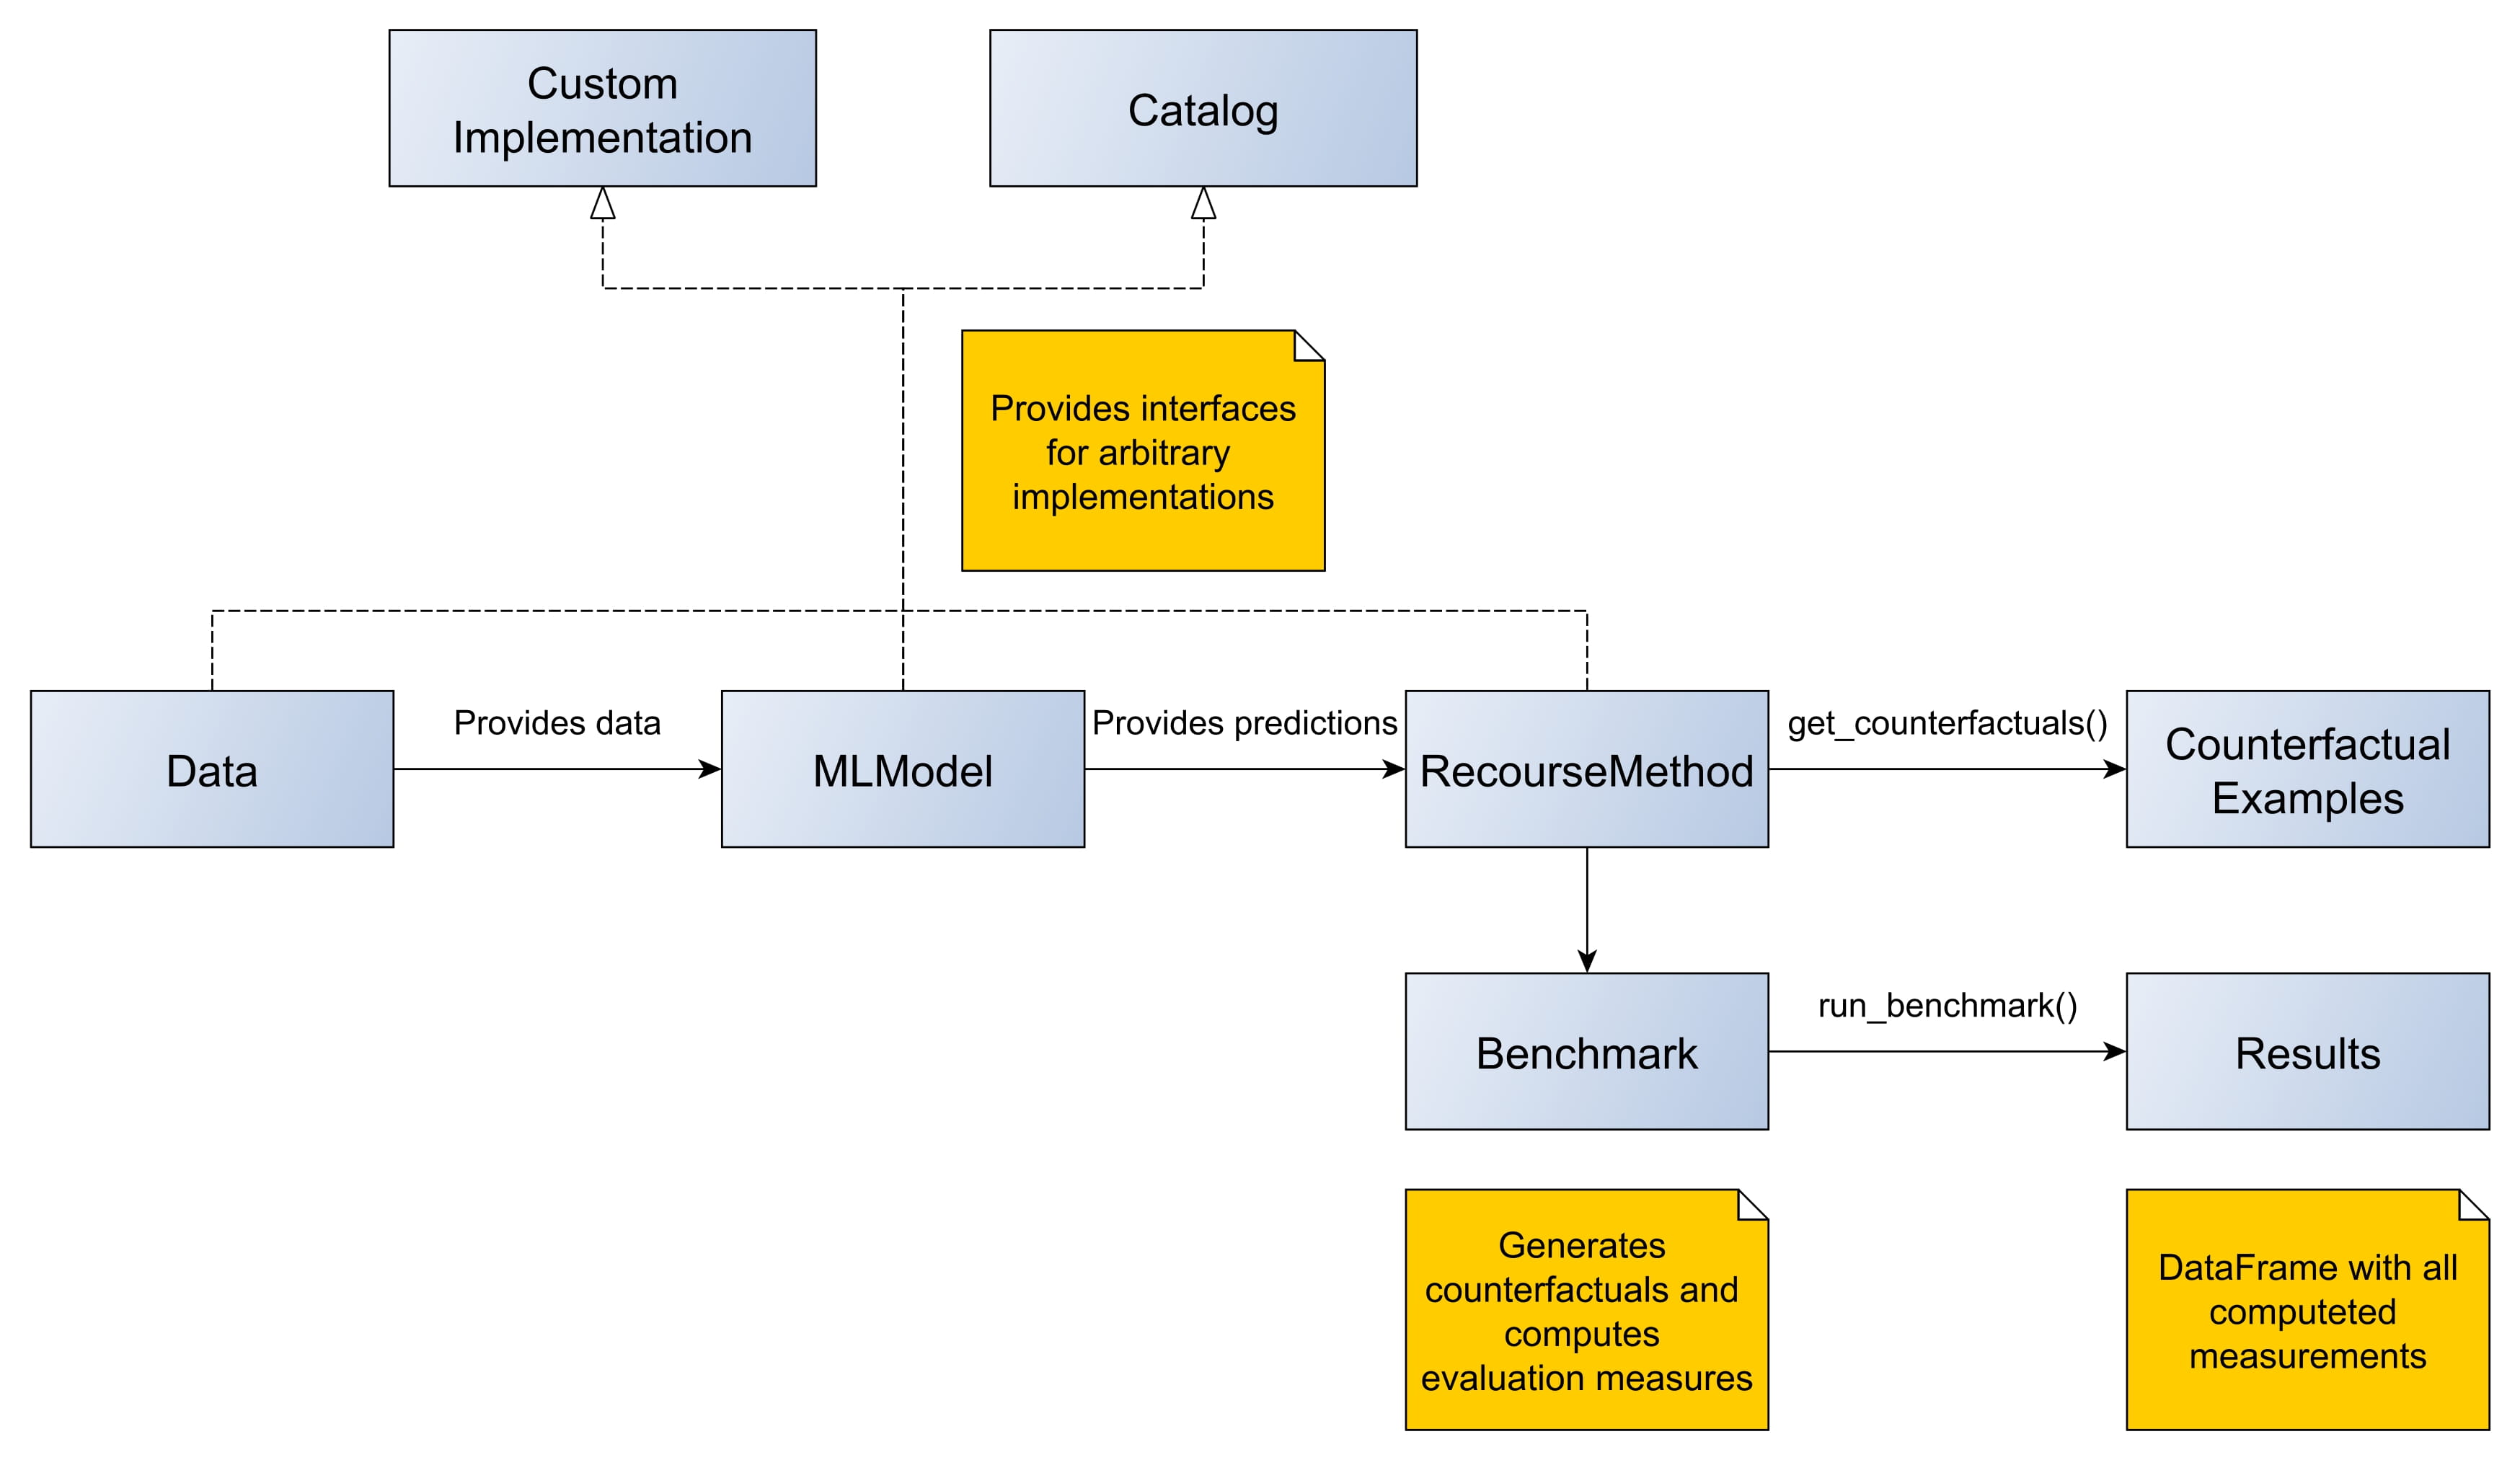 Custom
Implementation
Catalog
Provides interfaces
for arbitrary
implementations
Data
Provides data
MLModel
Provides predictions
RecourseMethod
get_counterfactuals()
Counterfactual
Examples
Benchmark
run_benchmark()
Results
Generates
counterfactuals and
computes
evaluation measures
DataFrame with all
computeted
measurements